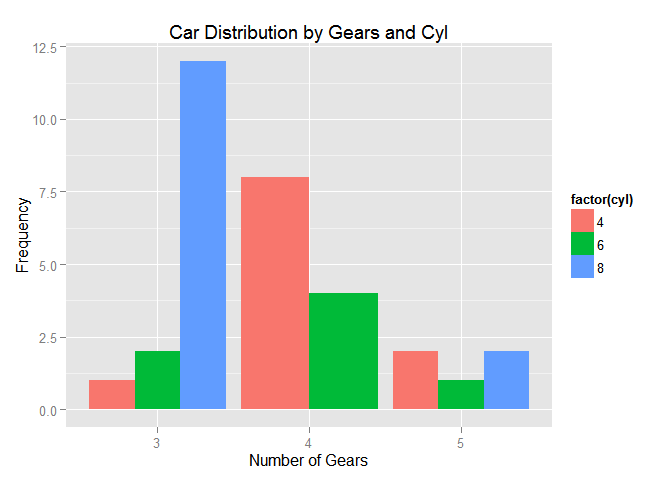 Car Distribution by Gears and Cyl
12.5
10.0
7.5
5.0
2.5
0.0
Frequency
3 4 5
Number of Gears
factor(cyl)
4
6
8